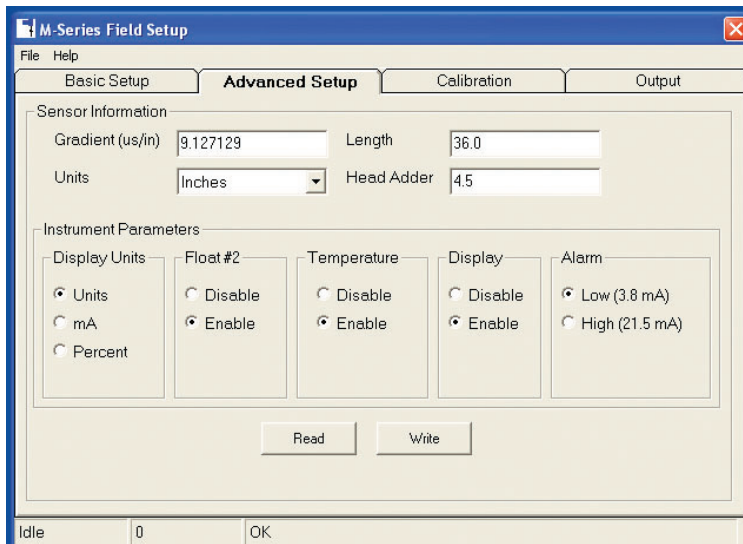 M-Series Field Setup
File Help
Basic Setup Advanced Setup Calibration Output
Sensor Information
Gradient (us/in) 9.127129 Length 36.0
Units Inches Head Adder 4.5
Instrument Parameters
Display Units Float #2 Temperature Display Alarm
Units Disable Disable Disable Low (3.8 mA)
mA Enable Enable Enable High (21.5 mA)
Percent
Read Write
Idle 0 OK